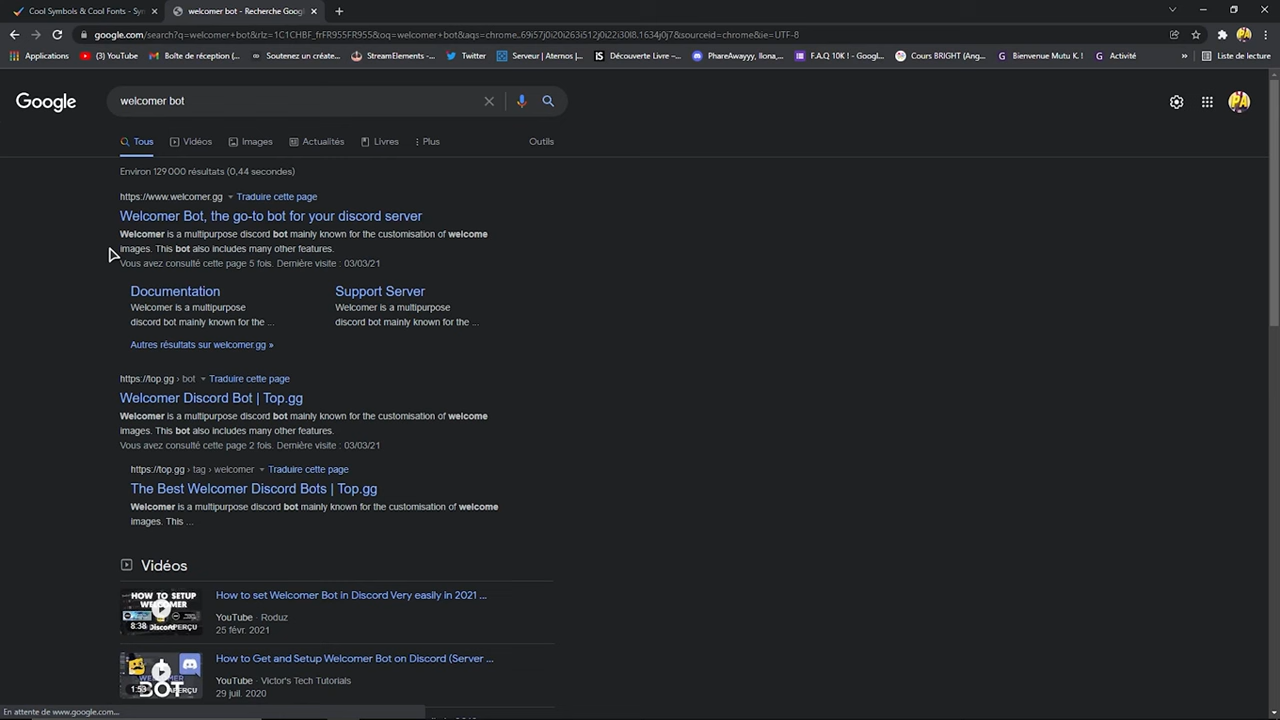 Cool Symbols & Cool Fonts - Sy
welcomer bot - Recherche Goog
google.com/search?q=welcomer+bot&rlz=1C1CHBF_frFR955FR955&oq=welcomer+bot&aqs=chrome..69i57j0i20i263i512j0i22i30l8.1634j0j7&sourceid=chrome&ie=UTF-8
Applications
(3) YouTube
Boîte de réception (...
Soutenez un créate...
StreamElements -...
Twitter
Serveur | Aternos |...
Découverte Livre –...
PhareAwayyy, Ilona,...
F.A.Q 10K ! - Googl...
Cours BRIGHT (Ang...
Bienvenue Mutu K. !
Activité
»
Liste de lecture
Google
welcomer bot
PA
Tous
Vidéos
Images
Actualités
Livres
Plus
Outils
Environ 129 000 résultats (0,44 secondes)
https://www.welcomer.gg Traduire cette page
Welcomer Bot, the go-to bot for your discord server
Welcomer is a multipurpose discord bot mainly known for the customisation of welcome
images. This bot also includes many other features.
Vous avez consulté cette page 5 fois. Dernière visite : 03/03/21
Documentation
Welcomer is a multipurpose
discord bot mainly known for the ...
Support Server
Welcomer is a multipurpose
discord bot mainly known for the ...
Autres résultats sur welcomer.gg »
https://top.gg › bot Traduire cette page
Welcomer Discord Bot | Top.gg
Welcomer is a multipurpose discord bot mainly known for the customisation of welcome
images. This bot also includes many other features.
Vous avez consulté cette page 2 fois. Dernière visite : 03/03/21
https://top.gg › tag › welcomer Traduire cette page
The Best Welcomer Discord Bots | Top.gg
Welcomer is a multipurpose discord bot mainly known for the customisation of welcome
images. This ...
Vidéos
HOW TO SETUP
8:38
APERÇU
How to set Welcomer Bot in Discord Very easily in 2021 ...
YouTube · Roduz
25 févr. 2021
1:53
APERÇU
BOT
How to Get and Setup Welcomer Bot on Discord (Server ...
YouTube · Victor's Tech Tutorials
29 juil. 2020
En attente de www.google.com...